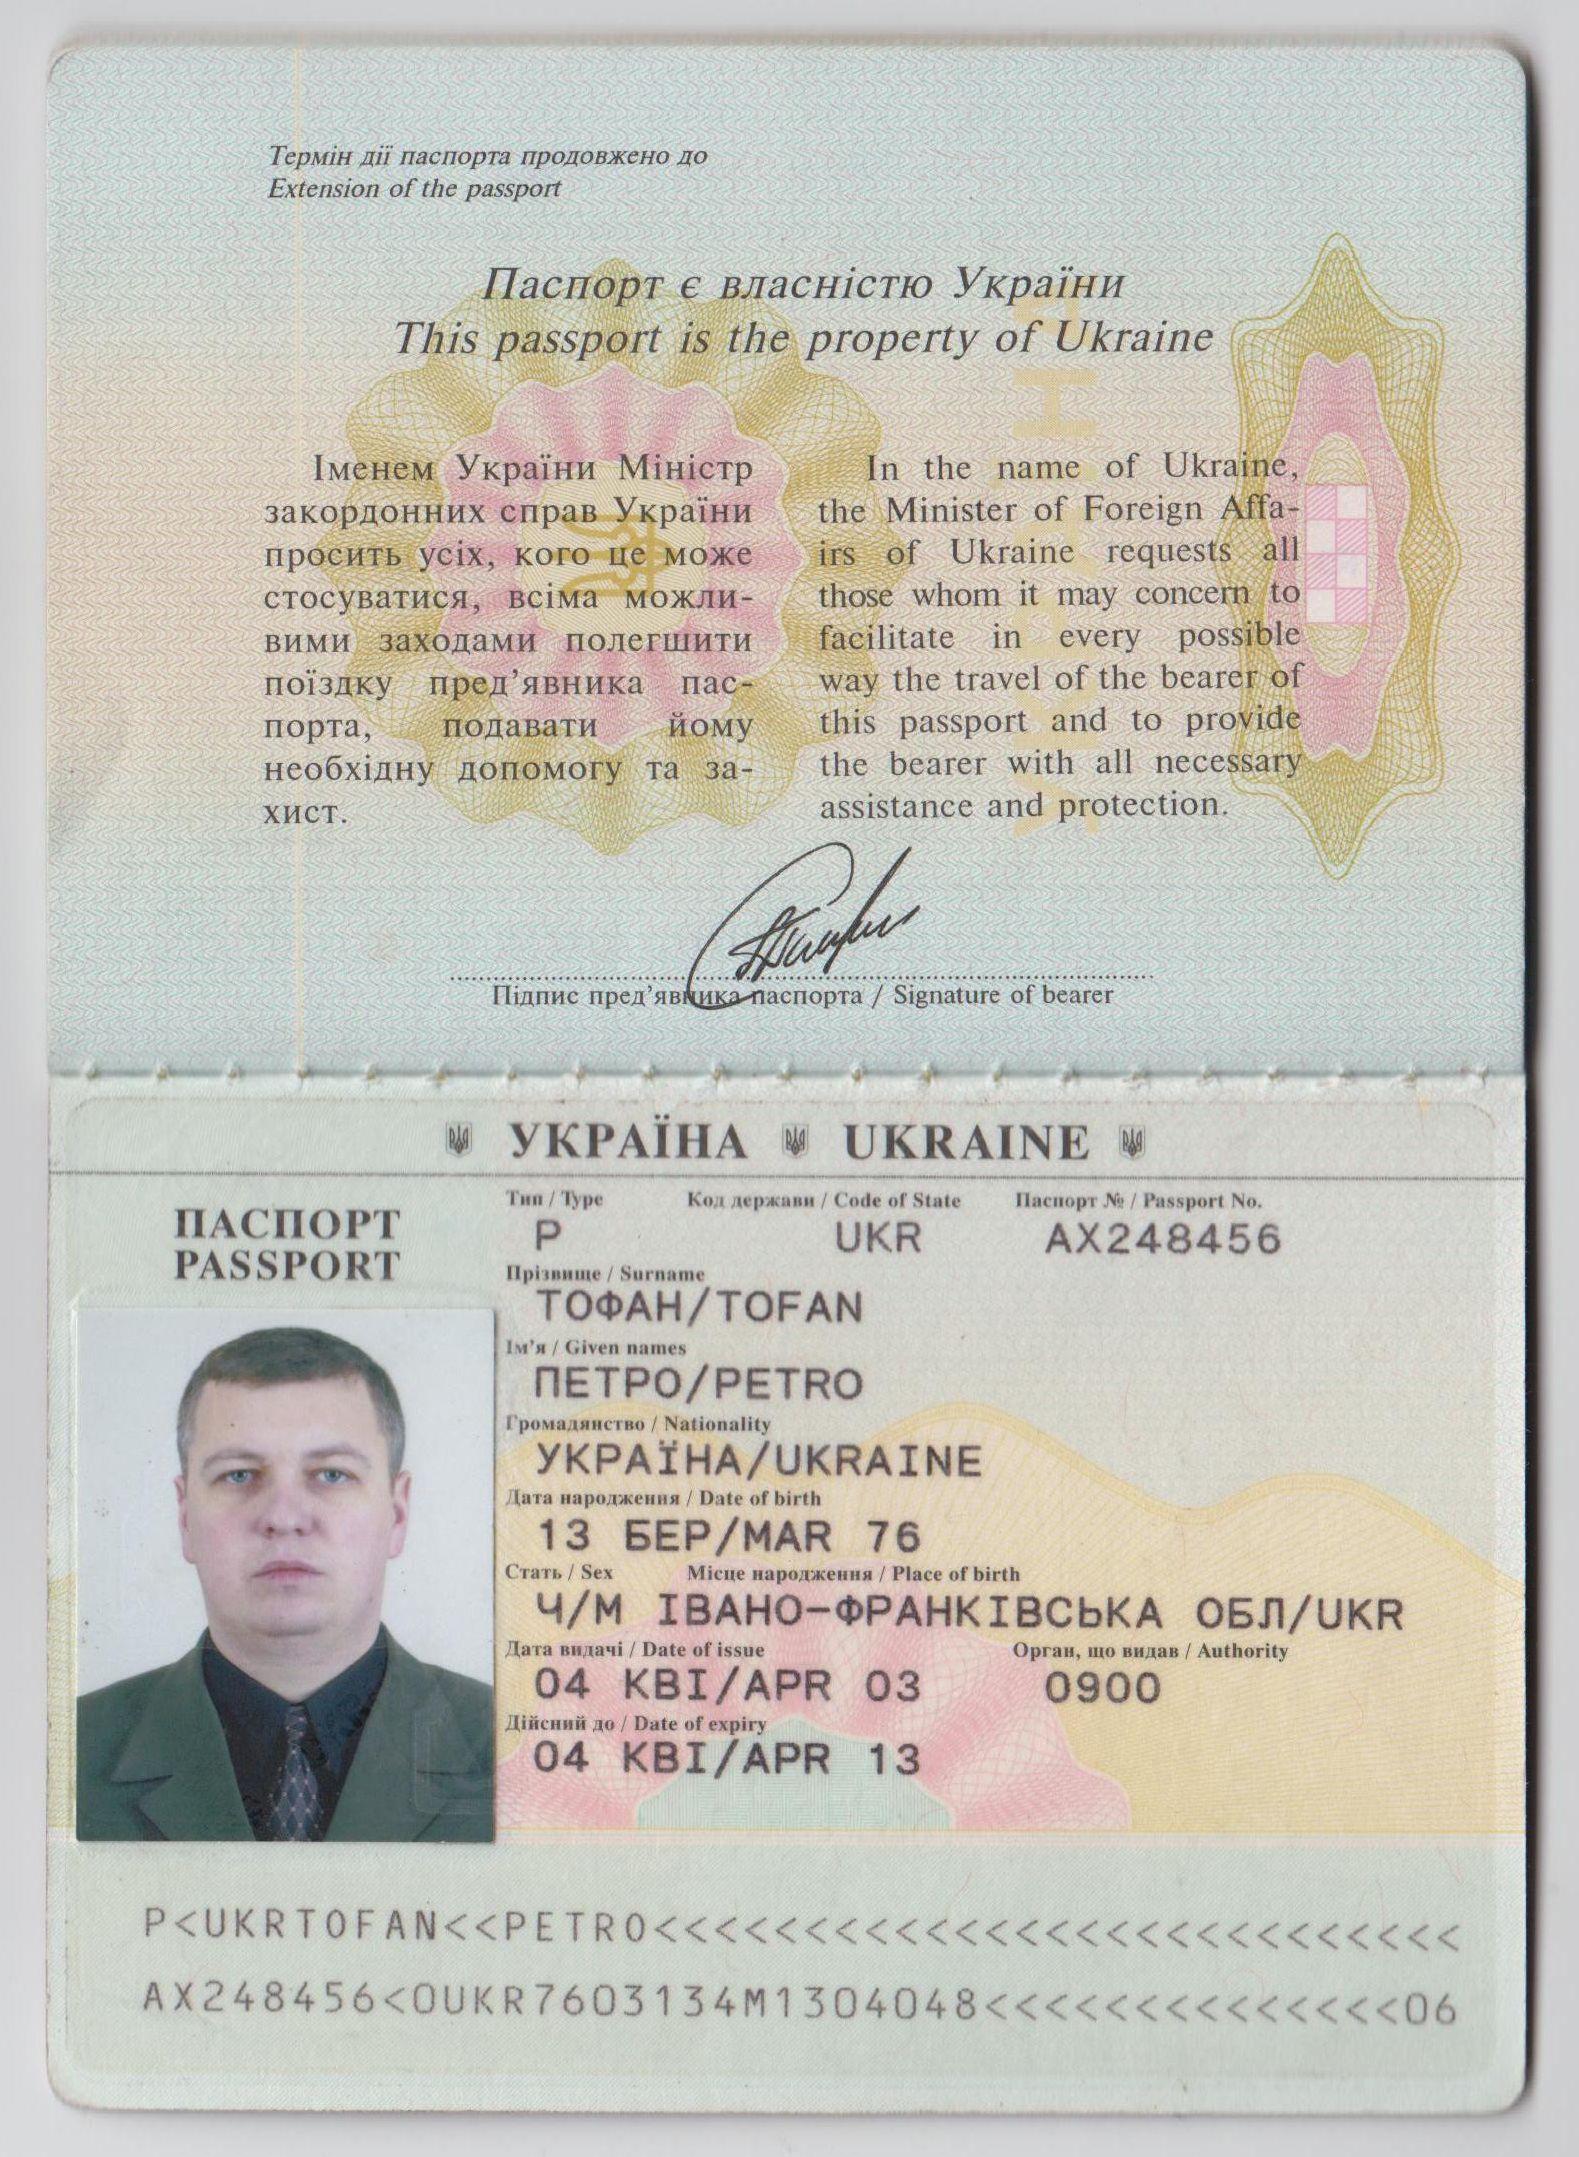 Термін дії паспорта продовжено до
Extension of the passport
Паспорт є власністю України
This passport is the property of Ukraine
Іменем України Міністр
закордонних справ України
просить усіх, кого це може
стосуватися, всіма можли-
вими заходами полегшити
поїздку пред’явника пас-
порта, подавати йому
необхідну допомогу та за-
хист.
In the name of Ukraine,
the Minister of Foreign Affa-
irs of Ukraine requests all
those whom it may concern to
facilitate in every possible
way the travel of the bearer of
this passport and to provide
the bearer with all necessary
assistance and protection.
Підпис пред’явника паспорта / Signature of bearer
УКРАЇНА UKRAINE
ПАСПОРТ
PASSPORT
Тип / Type Код держави / Code of State Паспорт № / Passport No.
P UKR AX248456
Прізвище / Surname
ТОФАН/TOFAN
Ім’я / Given names
ПЕТРО/PETRO
Громадянство / Nationality
УКРАЇНА/UKRAINE
Дата народження / Date of birth
13 БЕР/MAR 76
Стать / Sex Місце народження / Place of birth
Ч/M ІВАНО-ФРАНКІВСЬКА ОБЛ/UKR
Дата видачі / Date of issue Орган, що видав / Authority
04 КВІ/APR 03 0900
Дійсний до / Date of expiry
04 КВІ/APR 13
P<UKRTOFAN<<PETRO<<<<<<<<<<<<<<<<<<<<<<<<<<<
AX248456<0UKR7603134M1304048<<<<<<<<<<<<<<06